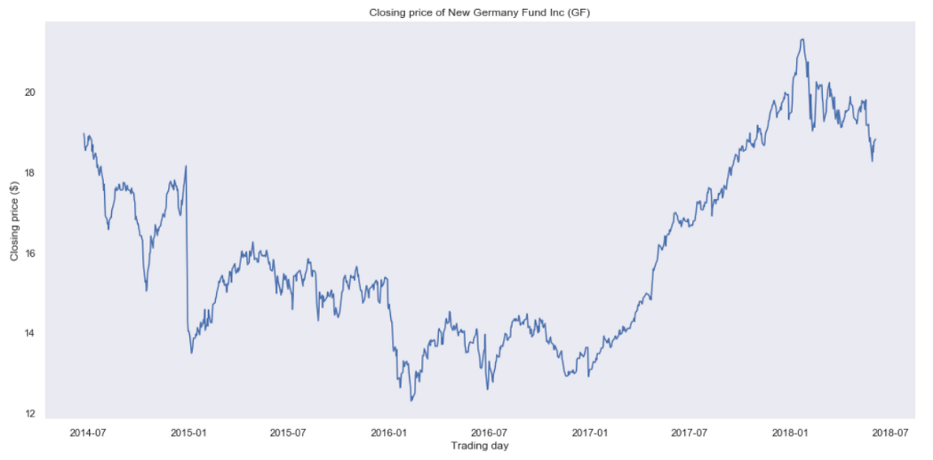 Closing price of New Germany Fund Inc (GF)
20
18
16
14
12
Closing price ($)
2014-07 2015-01 2015-07 2016-01 2016-07 2017-01 2017-07 2018-01 2018-07
Trading day